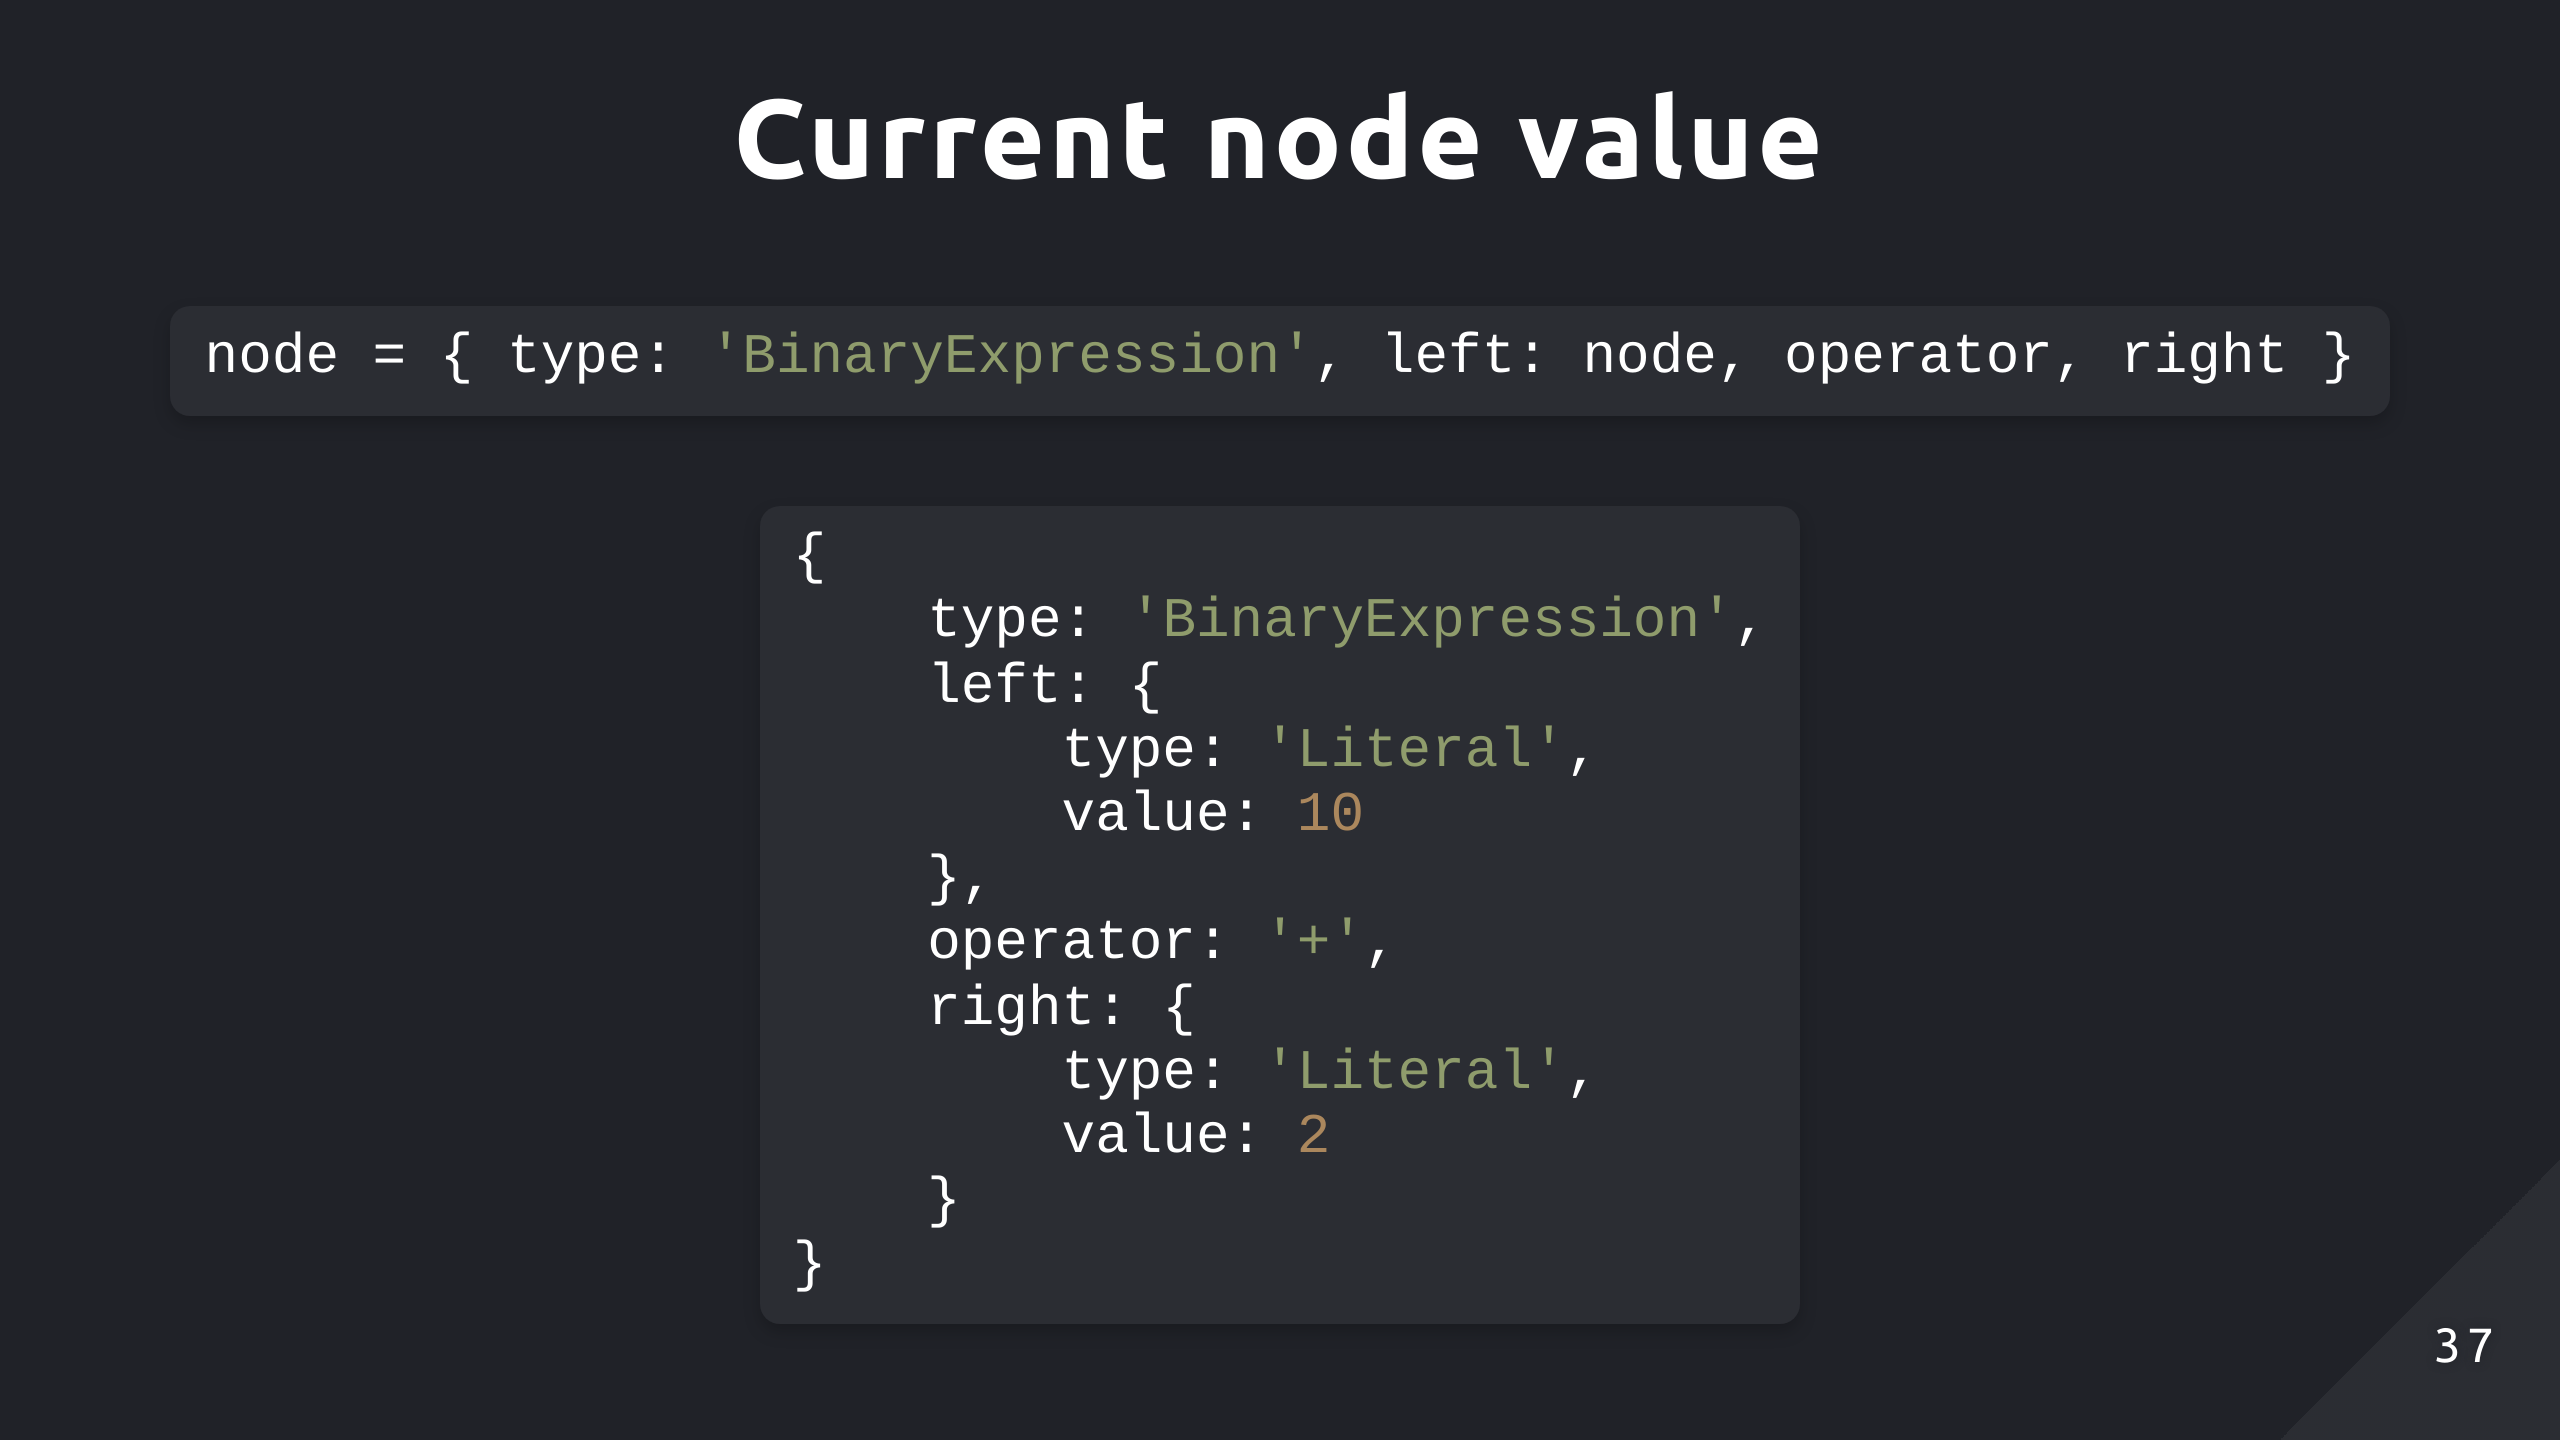 Current node value
node = { type: 'BinaryExpression', left: node, operator, right }
{
    type: 'BinaryExpression',
    left: {
        type: 'Literal',
        value: 10
    },
    operator: '+',
    right: {
        type: 'Literal',
        value: 2
    }
}
37